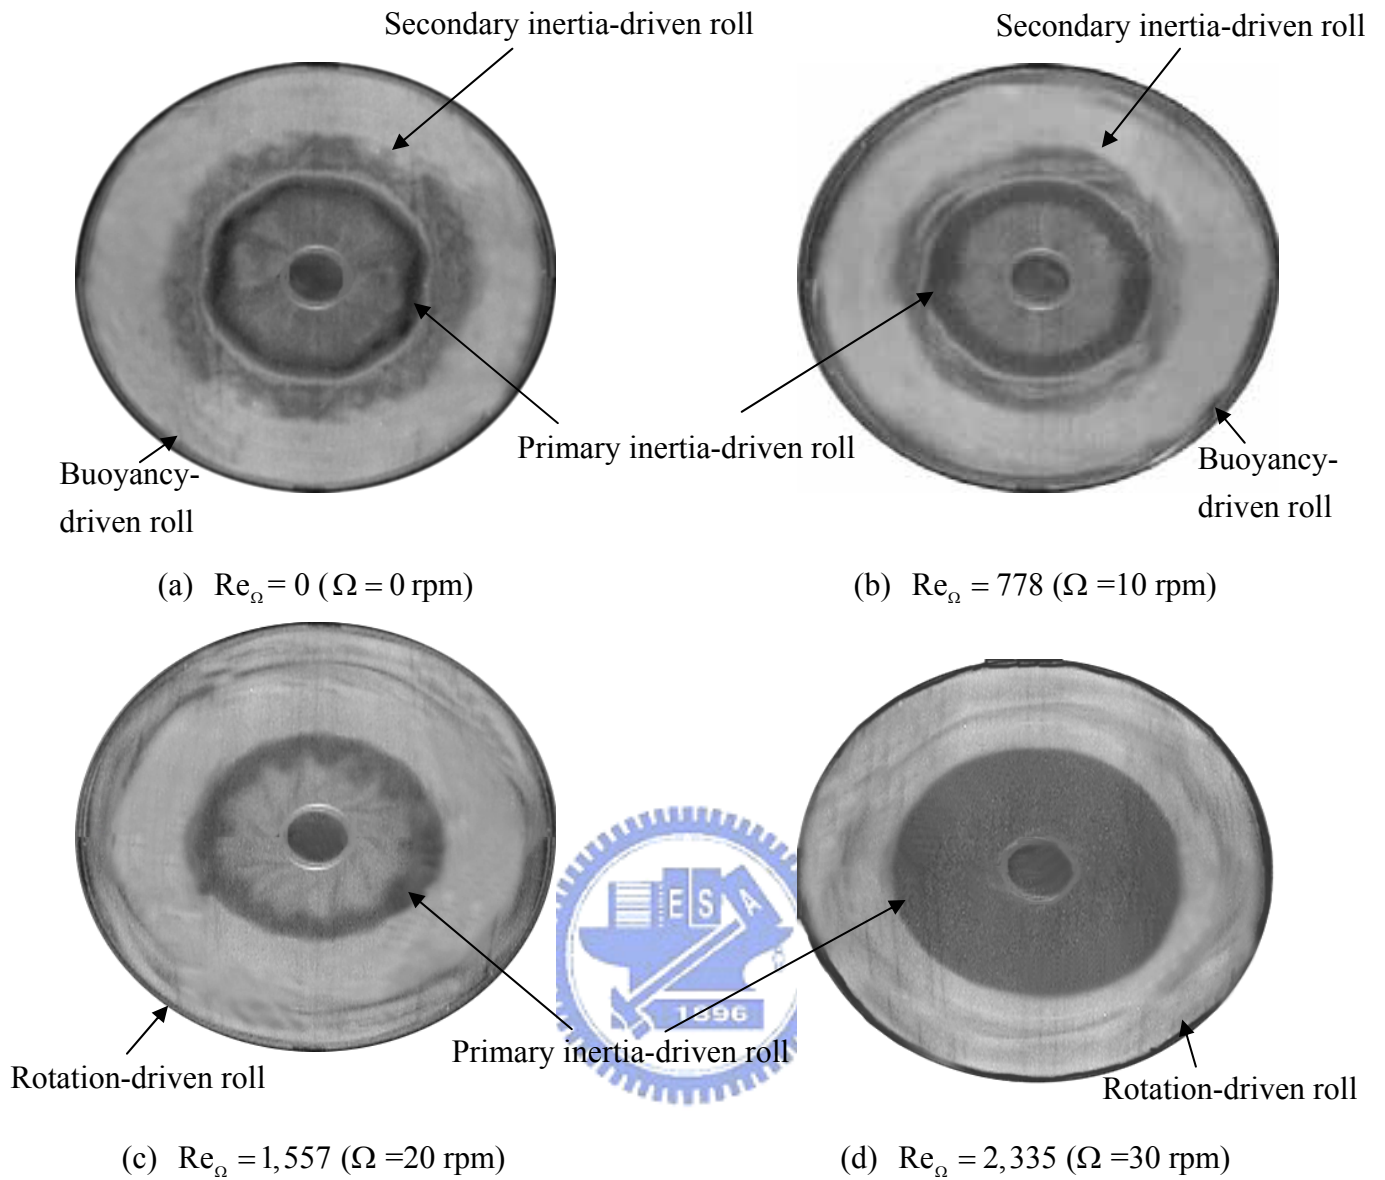 Secondary inertia-driven roll
Secondary inertia-driven roll
Primary inertia-driven roll
Buoyancy-
driven roll
Buoyancy-
driven roll
(a) Re_Ω = 0 ( Ω = 0 rpm)
(b) Re_Ω = 778 (Ω =10 rpm)
E S A
1896
Primary inertia-driven roll
Rotation-driven roll
Rotation-driven roll
(c) Re_Ω = 1,557 (Ω =20 rpm)
(d) Re_Ω = 2,335 (Ω =30 rpm)